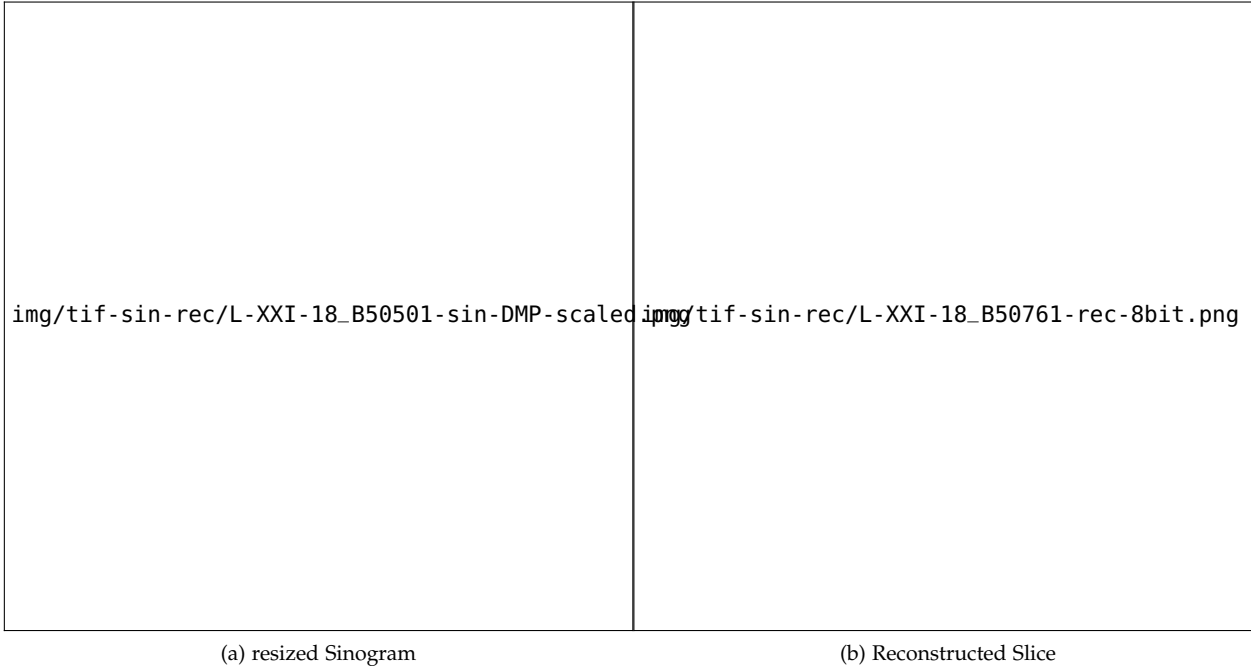 img/tif-sin-rec/L-XXI-18_B50501-sin-DMP-scaled.png
img/tif-sin-rec/L-XXI-18_B50761-rec-8bit.png
(a) resized Sinogram
(b) Reconstructed Slice